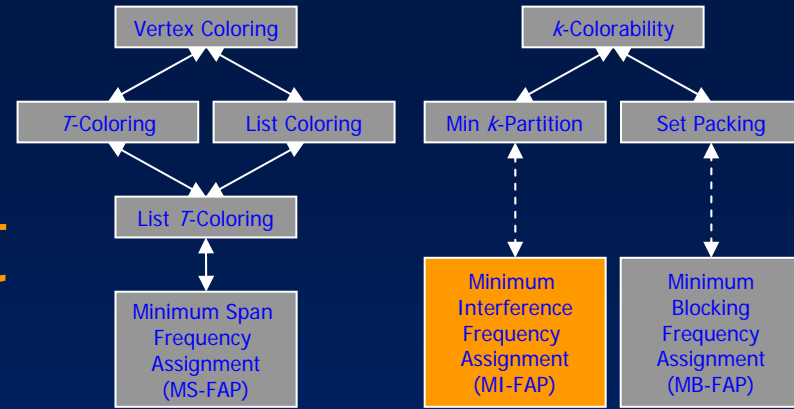 Vertex Coloring
k-Colorability
T-Coloring
List Coloring
Min k-Partition
Set Packing
List T-Coloring
Minimum Span
Frequency
Assignment
(MS-FAP)
Minimum
Interference
Frequency
Assignment
(MI-FAP)
Minimum
Blocking
Frequency
Assignment
(MB-FAP)
t